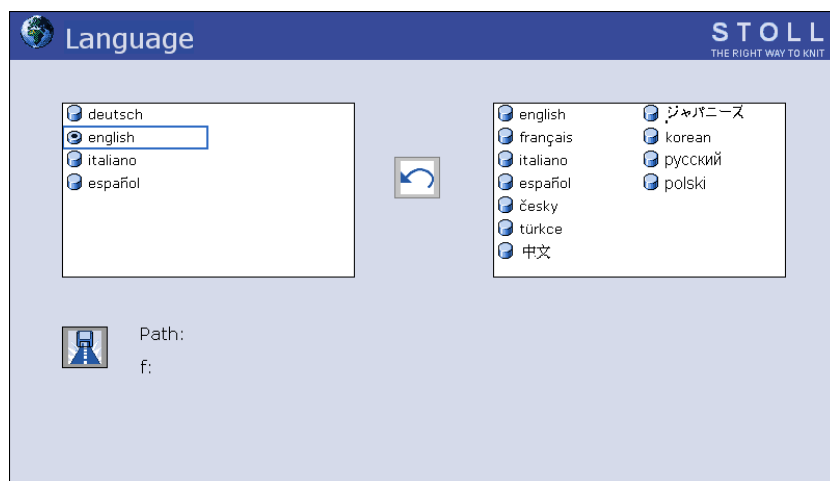 Language
STOLL
THE RIGHT WAY TO KNIT
deutsch
english
italiano
español
english
français
italiano
español
česky
türkce
中文
ジャパニーズ
korean
русский
polski
Path:
f: